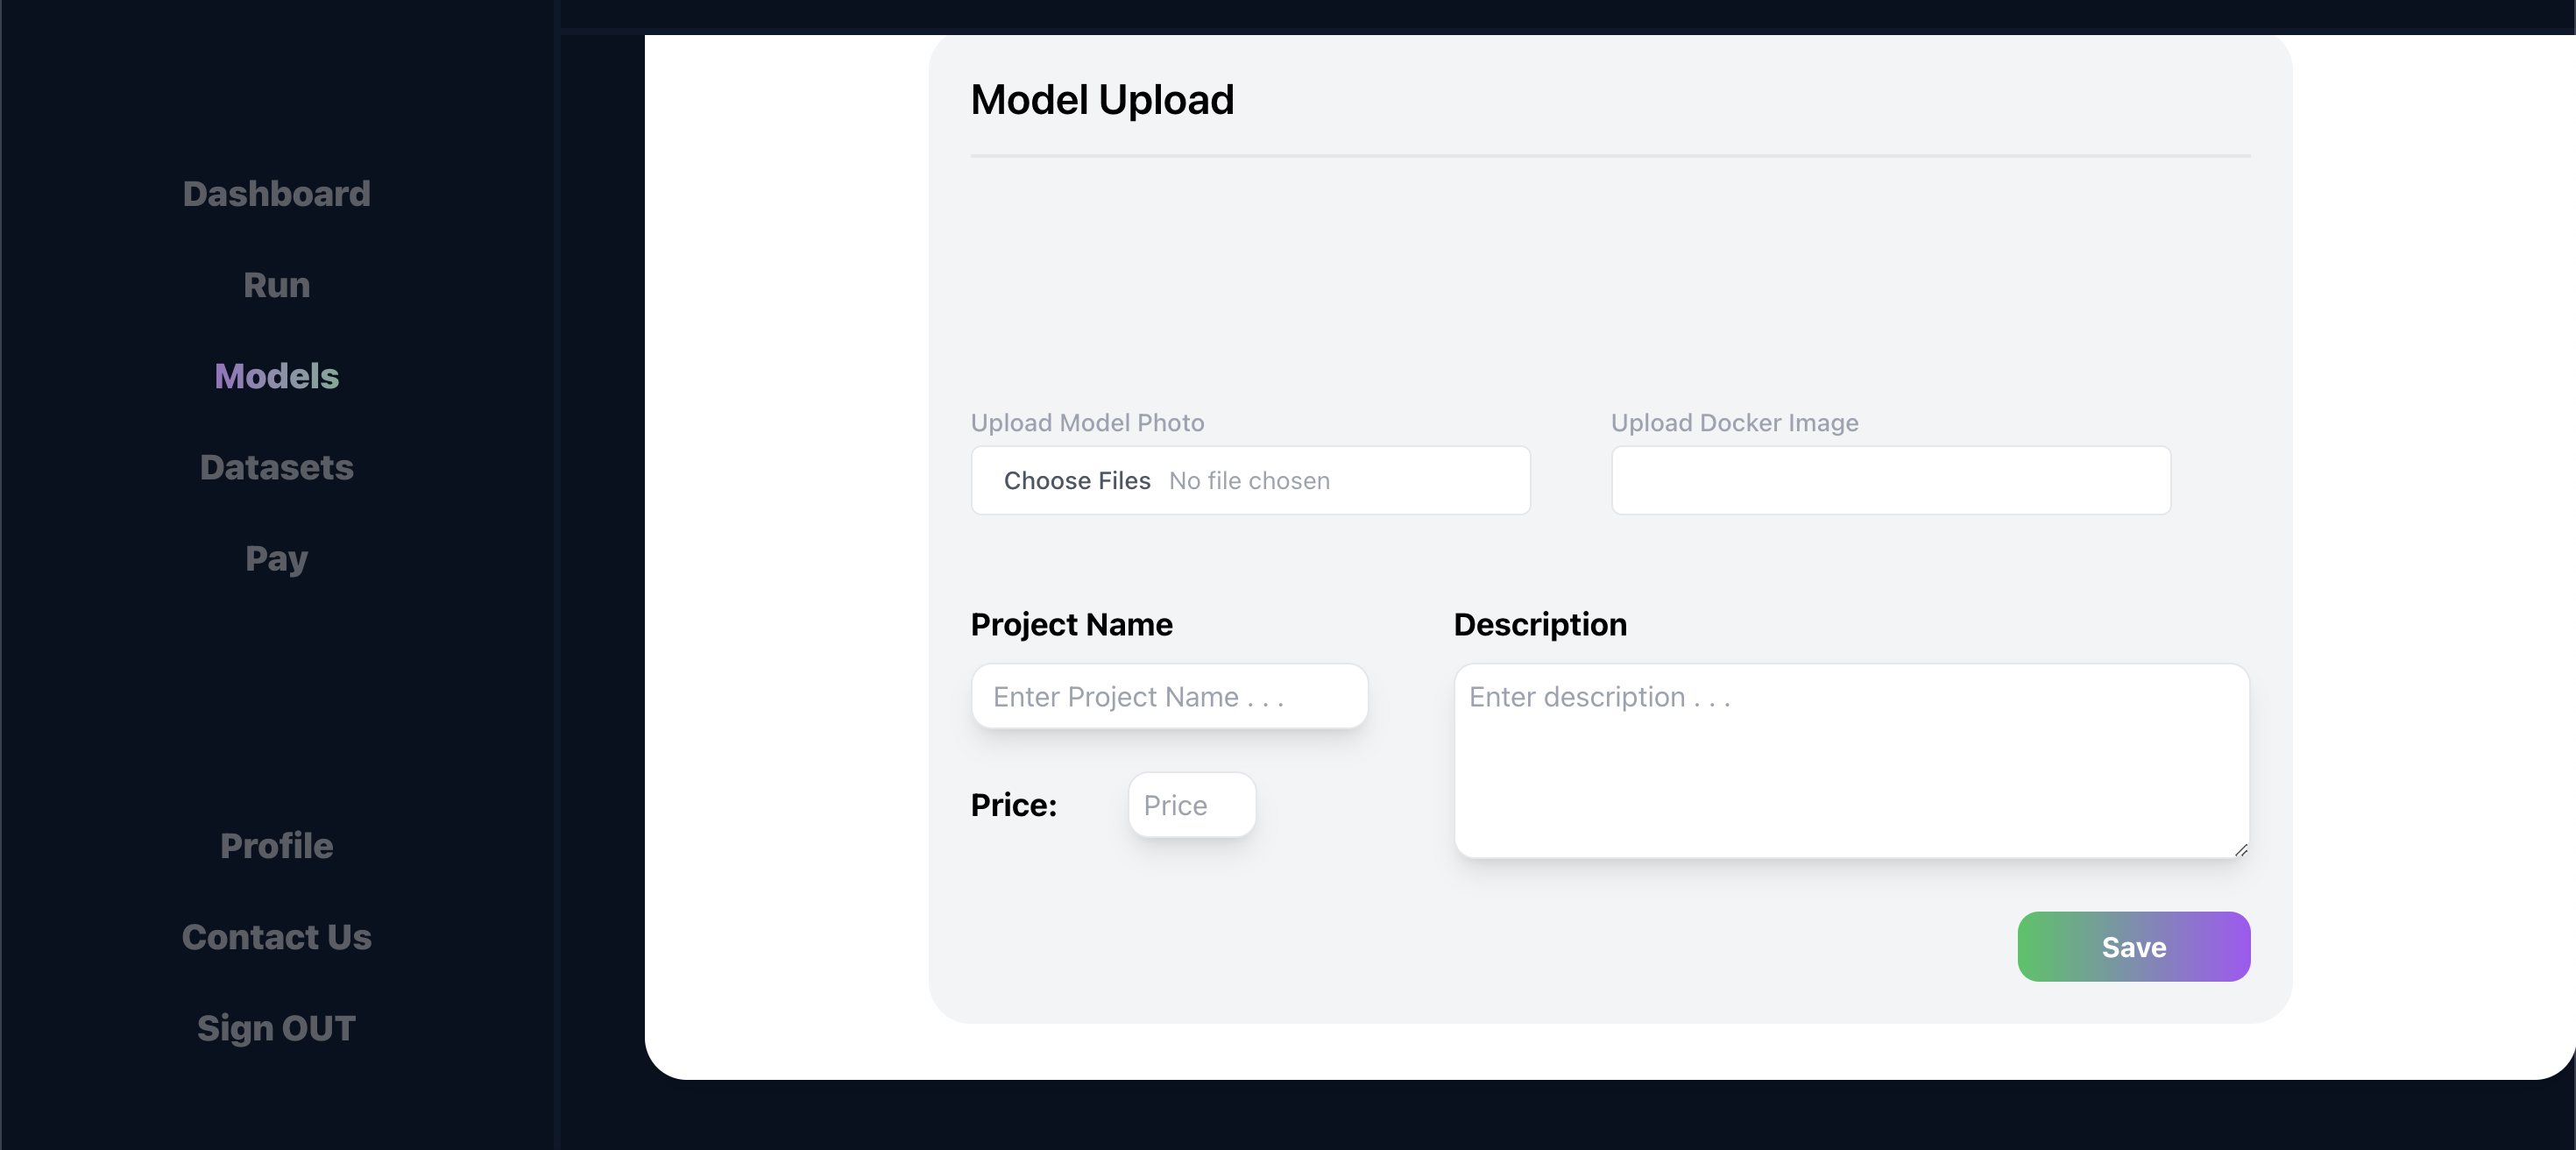 Dashboard
Run
Models
Datasets
Pay
Profile
Contact Us
Sign OUT
Model Upload
Upload Model Photo
Choose Files No file chosen
Upload Docker Image
Project Name
Enter Project Name . . .
Price:
Price
Description
Enter description . . .
Save